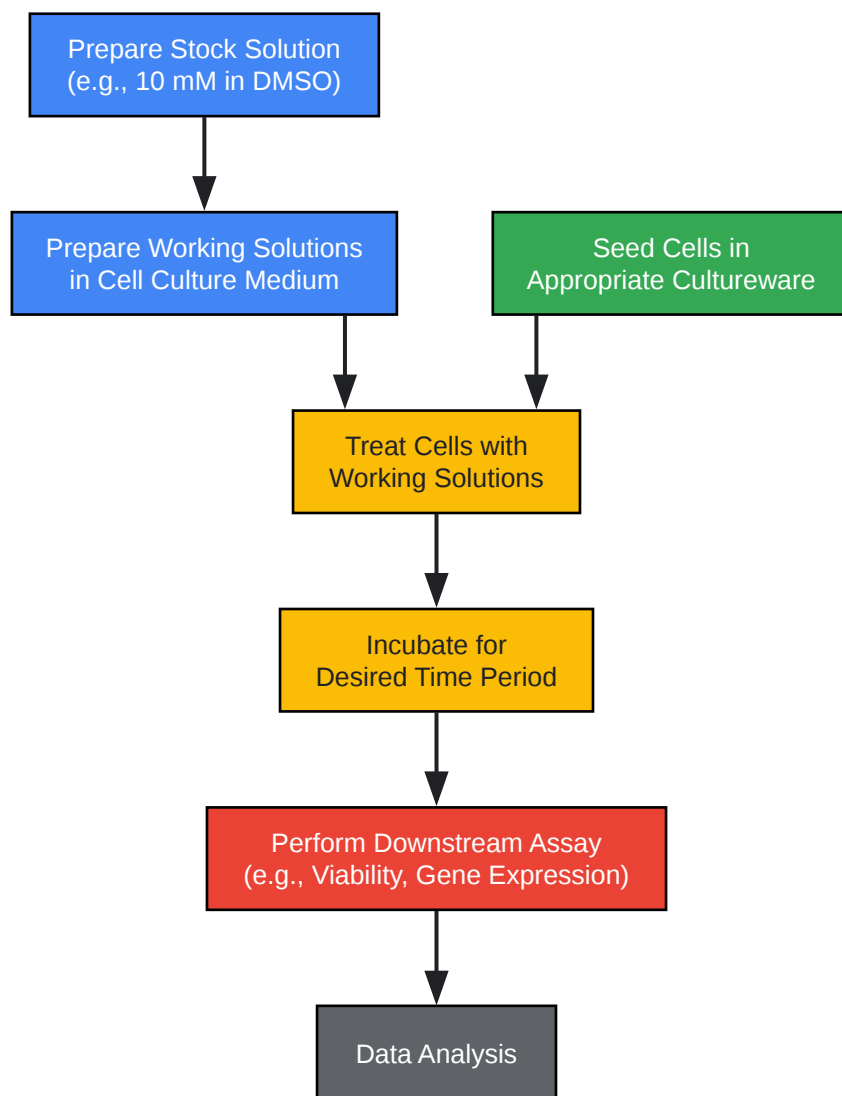 Prepare Stock Solution
(e.g., 10 mM in DMSO)
Prepare Working Solutions
in Cell Culture Medium
Seed Cells in
Appropriate Cultureware
Treat Cells with
Working Solutions
Incubate for
Desired Time Period
Perform Downstream Assay
(e.g., Viability, Gene Expression)
Data Analysis